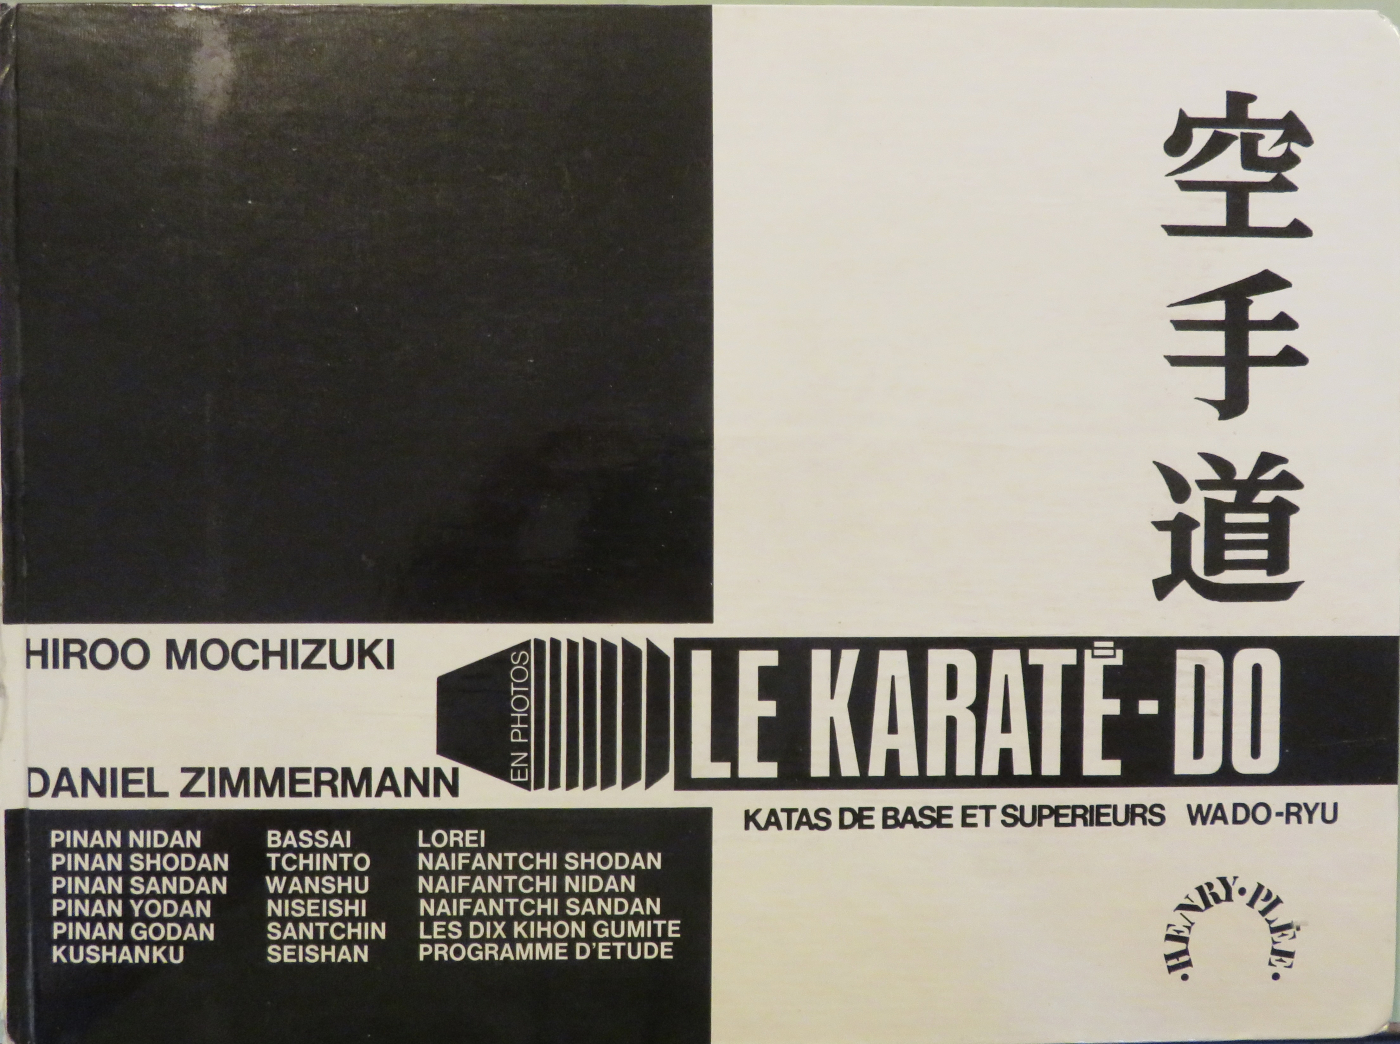 空手道
HIROO MOCHIZUKI
DANIEL ZIMMERMANN
EN PHOTOS
LE KARATÉ-DO
KATAS DE BASE ET SUPERIEURS WADO-RYU
PINAN NIDAN
PINAN SHODAN
PINAN SANDAN
PINAN YODAN
PINAN GODAN
KUSHANKU
BASSAI
TCHINTO
WANSHU
NISEISHI
SANTCHIN
SEISHAN
LOREI
NAIFANTCHI SHODAN
NAIFANTCHI NIDAN
NAIFANTCHI SANDAN
LES DIX KIHON GUMITE
PROGRAMME D'ETUDE
·HENRY·PLÉE·